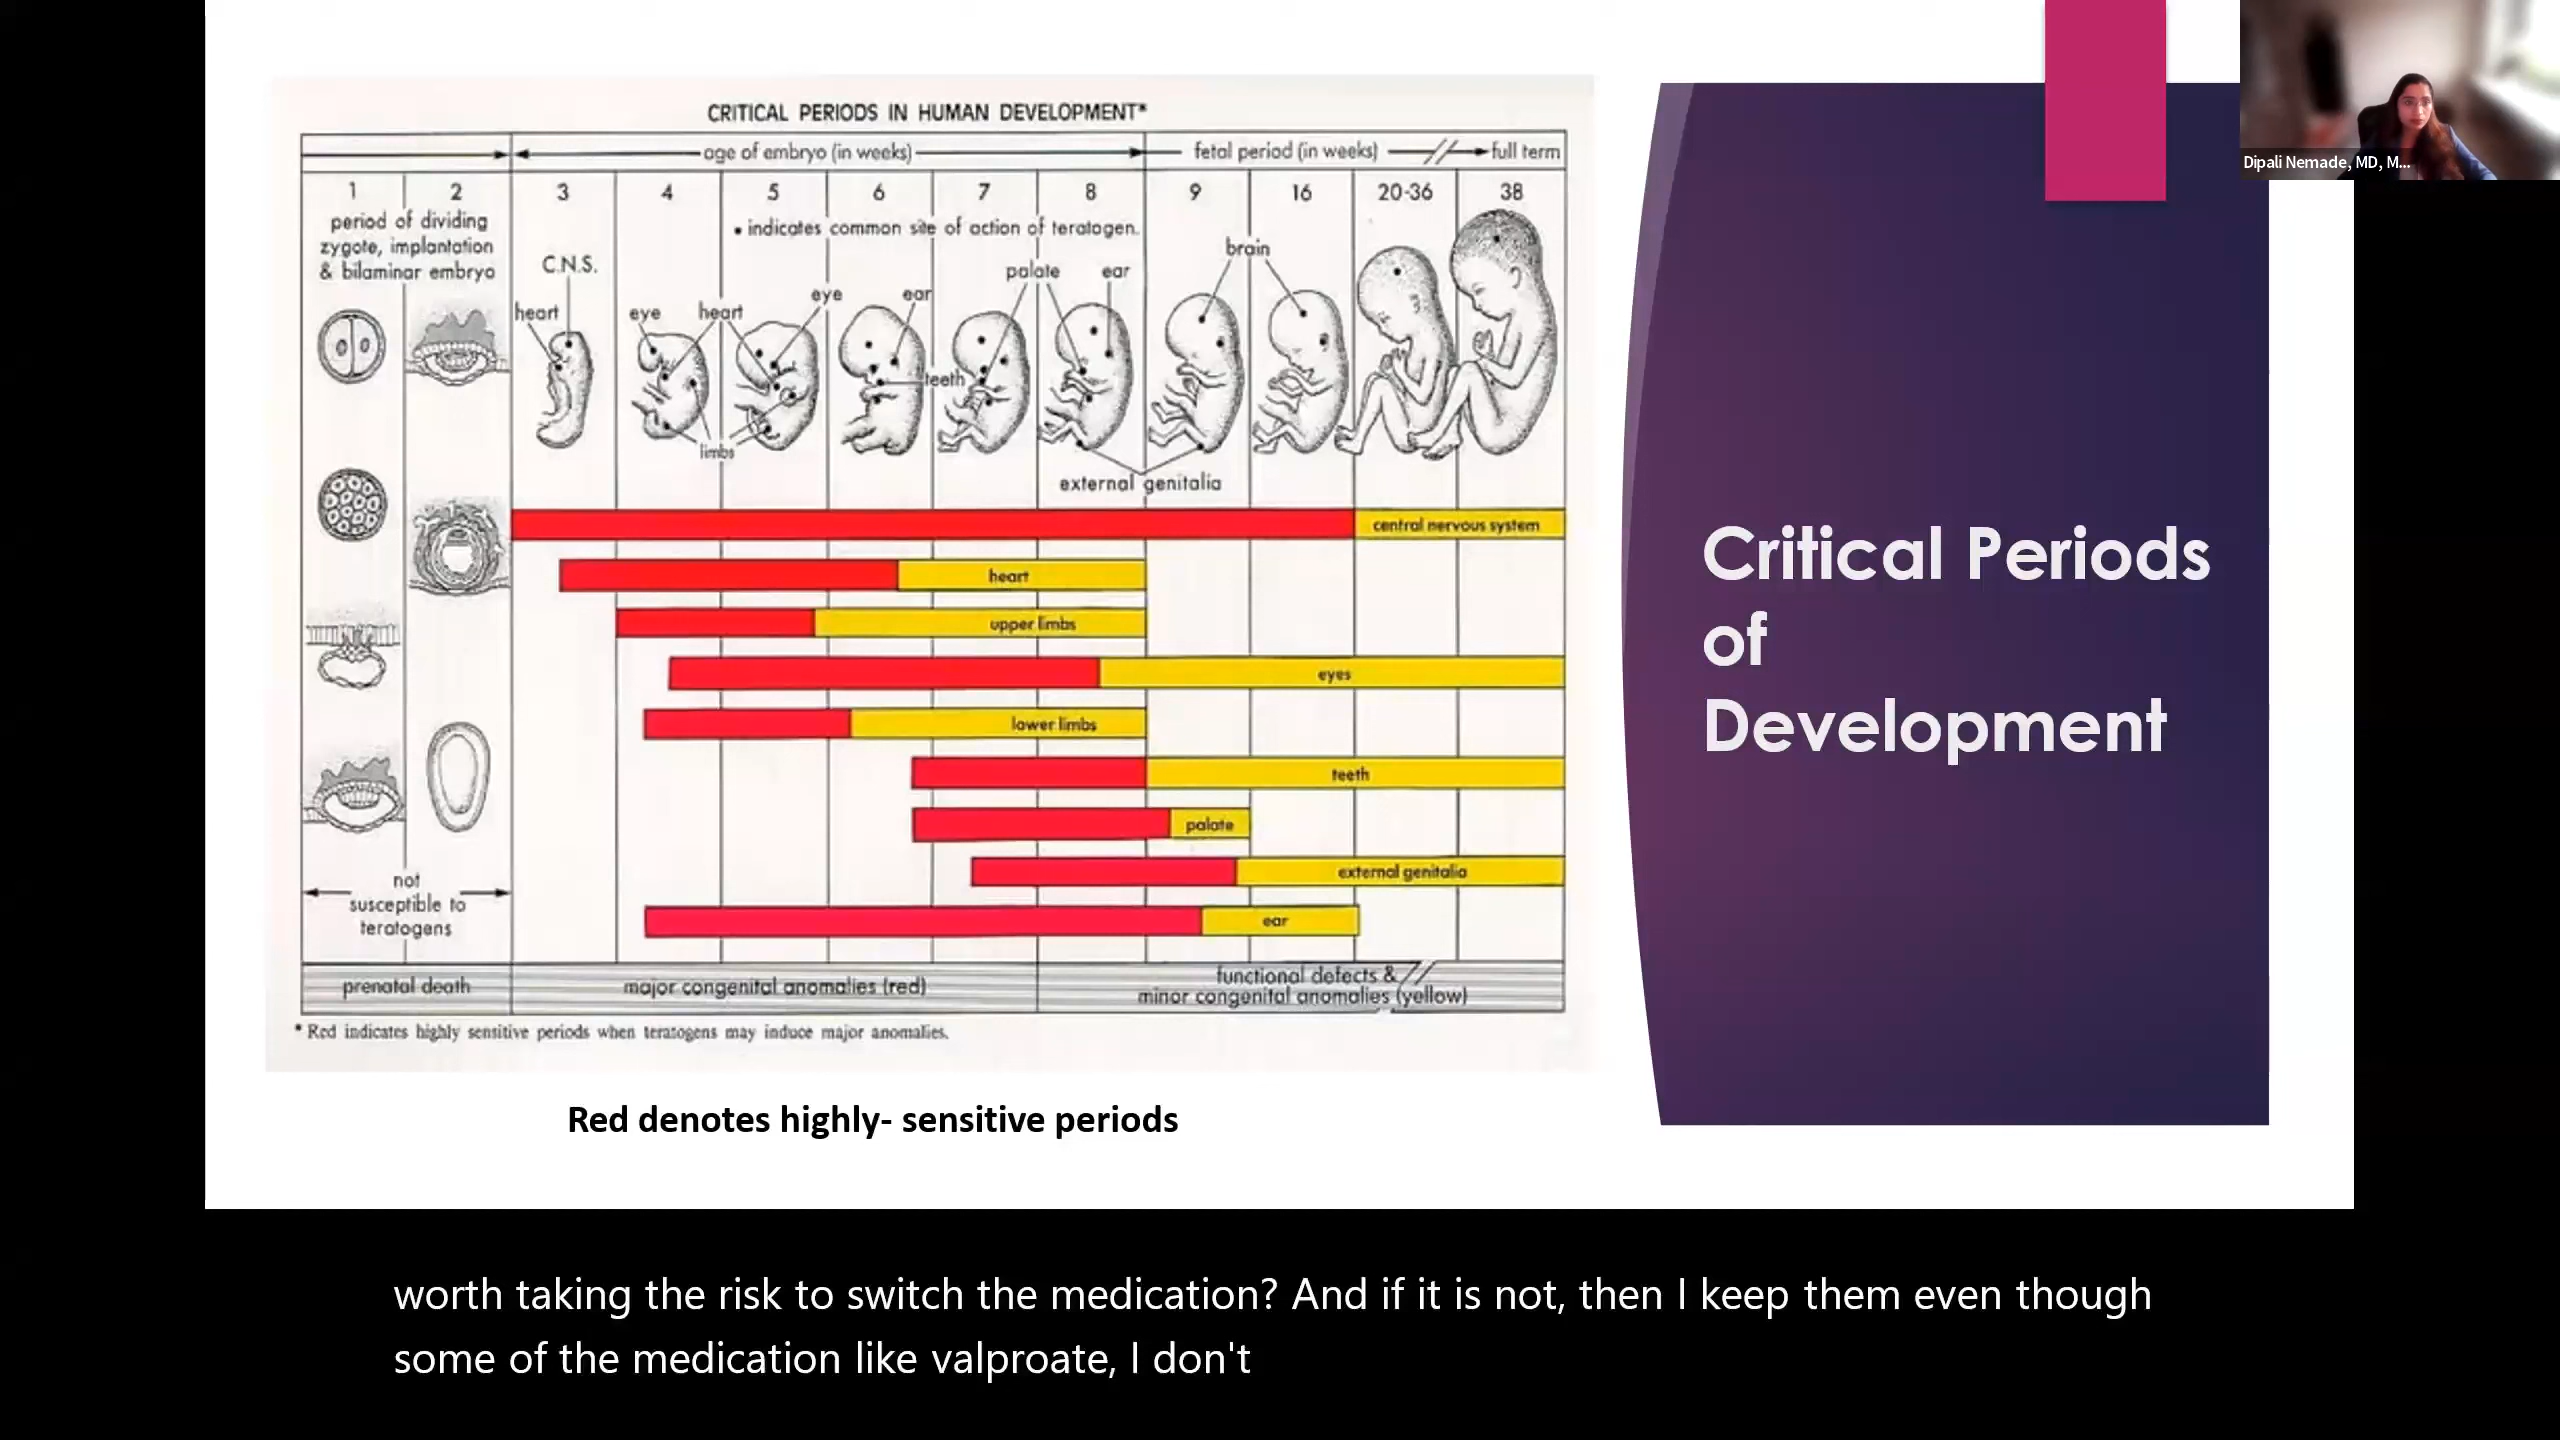 CRITICAL PERIODS IN HUMAN DEVELOPMENT*
age of embryo (in weeks)
fetal period (in weeks)
full term
1 2 3 4 5 6 7 8 9 16 20-36 38
period of dividing
zygote, implantation
& bilaminar embryo
• indicates common site of action of teratogen.
C.N.S.
heart
eye
heart
limbs
eye
ear
teeth
palate
ear
brain
external genitalia
central nervous system
heart
upper limbs
eyes
lower limbs
teeth
palate
external genitalia
ear
not
susceptible to
teratogens
prenatal death
major congenital anomalies (red)
functional defects &
minor congenital anomalies (yellow)
* Red indicates highly sensitive periods when teratogens may induce major anomalies.
Red denotes highly- sensitive periods
Critical Periods
of
Development
Dipali Nemade, MD, M...
worth taking the risk to switch the medication? And if it is not, then I keep them even though
some of the medication like valproate, I don't